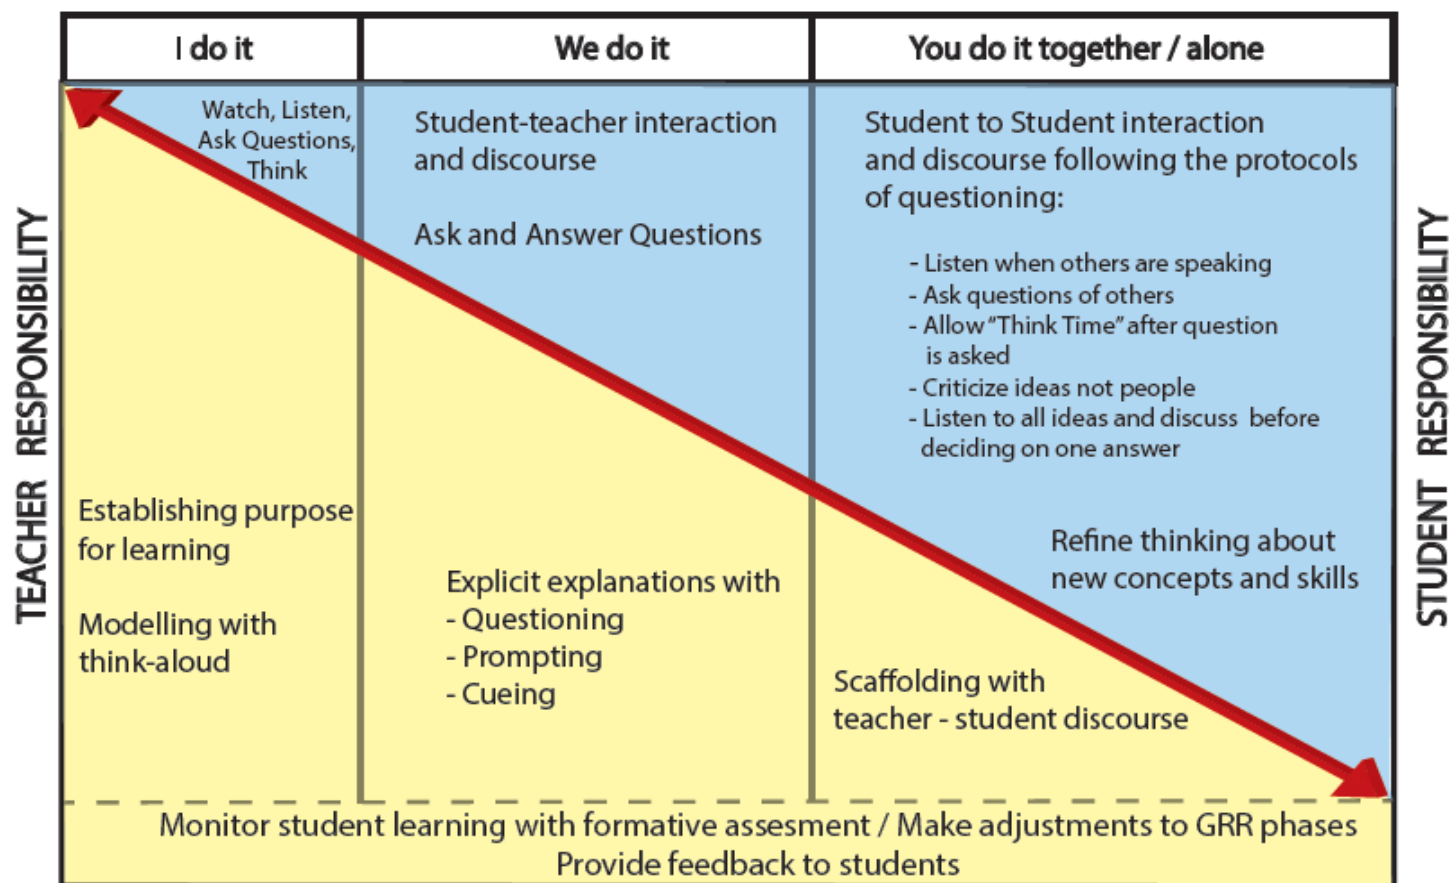 I do it
We do it
You do it together / alone
TEACHER RESPONSIBILITY
Watch, Listen,
Ask Questions,
Think
Establishing purpose
for learning
Modelling with
think-aloud
Student-teacher interaction
and discourse
Ask and Answer Questions
Explicit explanations with
- Questioning
- Prompting
- Cueing
Student to Student interaction
and discourse following the protocols
of questioning:
- Listen when others are speaking
- Ask questions of others
- Allow "Think Time" after question
is asked
- Criticize ideas not people
- Listen to all ideas and discuss before
deciding on one answer
Refine thinking about
new concepts and skills
Scaffolding with
teacher - student discourse
STUDENT RESPONSIBILITY
Monitor student learning with formative assesment / Make adjustments to GRR phases
Provide feedback to students